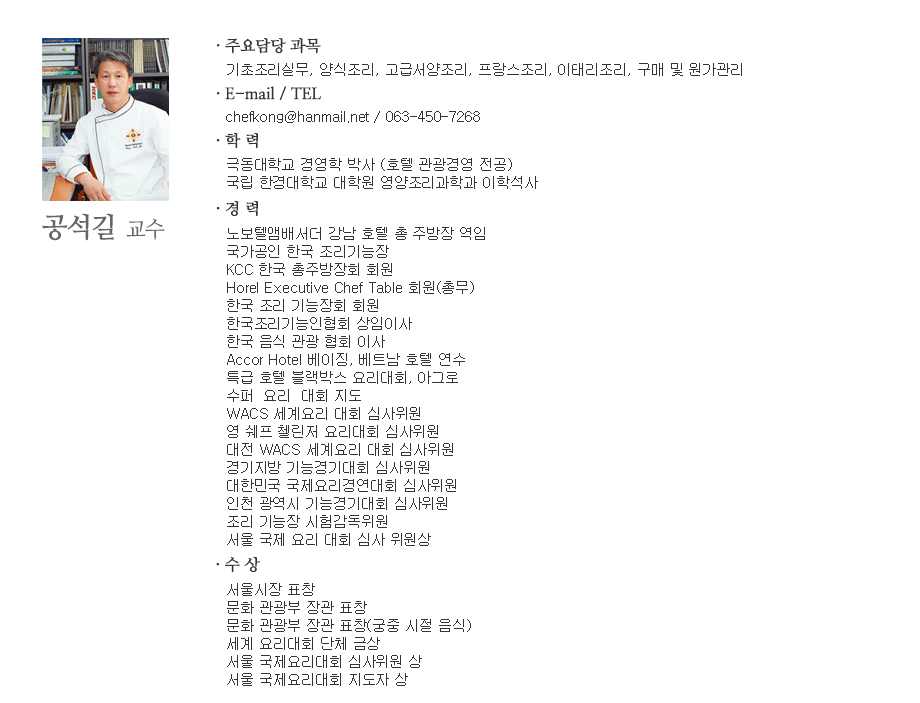 · 주요담당 과목
기초조리실무, 양식조리, 고급서양조리, 프랑스조리, 이태리조리, 구매 및 원가관리
· E-mail / TEL
chefkong@hanmail.net / 063-450-7268
· 학 력
극동대학교 경영학 박사 (호텔 관광경영 전공)
국립 한경대학교 대학원 영양조리과학과 이학석사
공석길 교수
· 경 력
노보텔앰배서더 강남 호텔 총 주방장 역임
국가공인 한국 조리기능장
KCC 한국 총주방장회 회원
Horel Executive Chef Table 회원(총무)
한국 조리 기능장회 회원
한국조리기능인협회 상임이사
한국 음식 관광 협회 이사
Accor Hotel 베이징, 베트남 호텔 연수
특급 호텔 블랙박스 요리대회, 아그로
수퍼 요리 대회 지도
WACS 세계요리 대회 심사위원
영 쉐프 첼린저 요리대회 심사위원
대전 WACS 세계요리 대회 심사위원
경기지방 기능경기대회 심사위원
대한민국 국제요리경연대회 심사위원
인천 광역시 기능경기대회 심사위원
조리 기능장 시험감독위원
서울 국제 요리 대회 심사 위원상
· 수 상
서울시장 표창
문화 관광부 장관 표창
문화 관광부 장관 표창(궁중 시절 음식)
세계 요리대회 단체 금상
서울 국제요리대회 심사위원 상
서울 국제요리대회 지도자 상